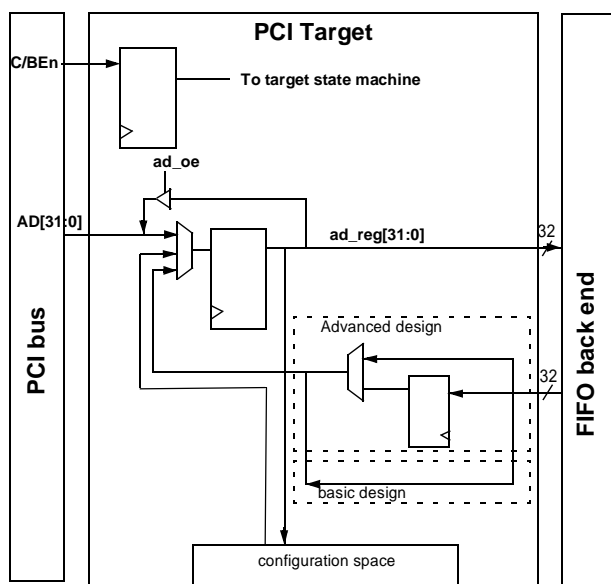 PCI Target
C/BEn
To target state machine
ad_oe
AD[31:0]
ad_reg[31:0]
32
PCI bus
FIFO back end
Advanced design
32
basic design
configuration space